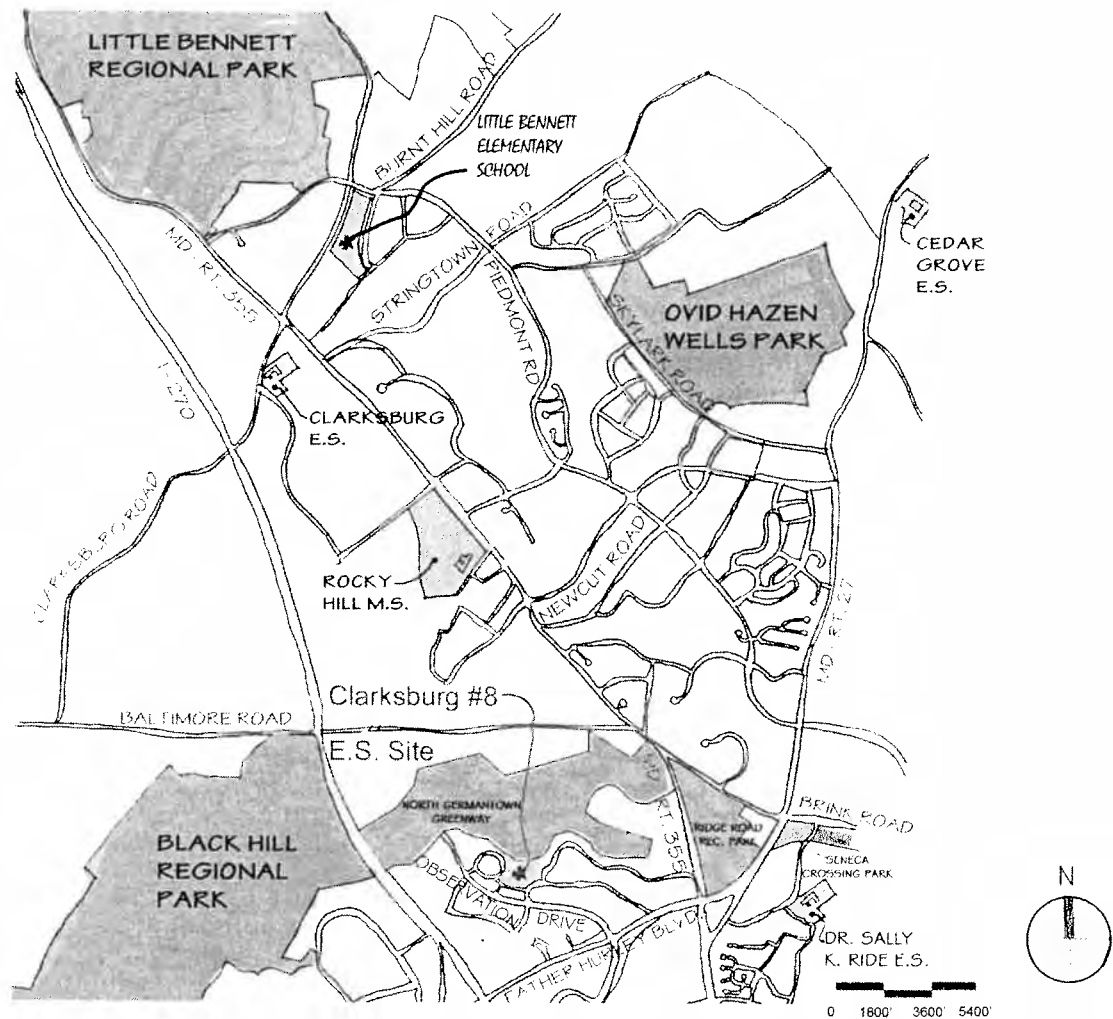 LITTLE BENNETT
REGIONAL PARK
BURNT HILL ROAD
LITTLE BENNETT
ELEMENTARY
SCHOOL
MD. RT. 355
STRINGTOWN ROAD
PIEDMONT RD
CEDAR
GROVE
E.S.
OVID HAZEN
WELLS PARK
SKYLARK ROAD
I-270
CLARKSBURG
E.S.
CLARKSBURG ROAD
ROCKY
HILL M.S.
NEWCUT ROAD
MD. RT. 27
Clarksburg #8
E.S. Site
BALTIMORE ROAD
NORTH GERMANTOWN
GREENWAY
MD. RT. 355
RIDGE ROAD
REC. PARK
BRINK ROAD
BLACK HILL
REGIONAL
PARK
SENECA
CROSSING PARK
OBSERVATION DRIVE
FATHER HURLEY BLVD
DR. SALLY
K. RIDE E.S.
N
0 1800' 3600' 5400'